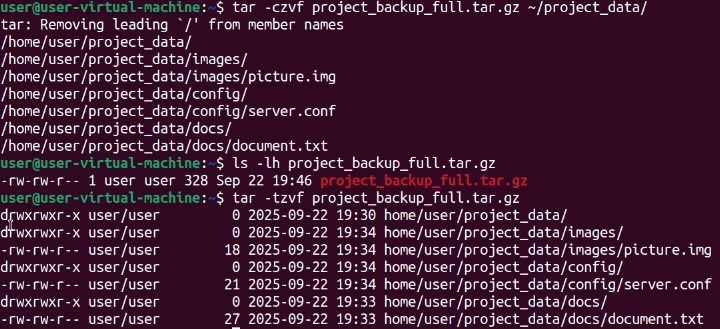 user@user-virtual-machine:~$ tar -czvf project_backup_full.tar.gz ~/project_data/
tar: Removing leading `/' from member names
/home/user/project_data/
/home/user/project_data/images/
/home/user/project_data/images/picture.img
/home/user/project_data/config/
/home/user/project_data/config/server.conf
/home/user/project_data/docs/
/home/user/project_data/docs/document.txt
user@user-virtual-machine:~$ ls -lh project_backup_full.tar.gz
-rw-rw-r-- 1 user user 328 Sep 22 19:46 project_backup_full.tar.gz
user@user-virtual-machine:~$ tar -tzvf project_backup_full.tar.gz
drwxrwxr-x user/user         0 2025-09-22 19:30 home/user/project_data/
drwxrwxr-x user/user         0 2025-09-22 19:34 home/user/project_data/images/
-rw-rw-r-- user/user        18 2025-09-22 19:34 home/user/project_data/images/picture.img
drwxrwxr-x user/user         0 2025-09-22 19:34 home/user/project_data/config/
-rw-rw-r-- user/user        21 2025-09-22 19:34 home/user/project_data/config/server.conf
drwxrwxr-x user/user         0 2025-09-22 19:33 home/user/project_data/docs/
-rw-rw-r-- user/user        27 2025-09-22 19:33 home/user/project_data/docs/document.txt